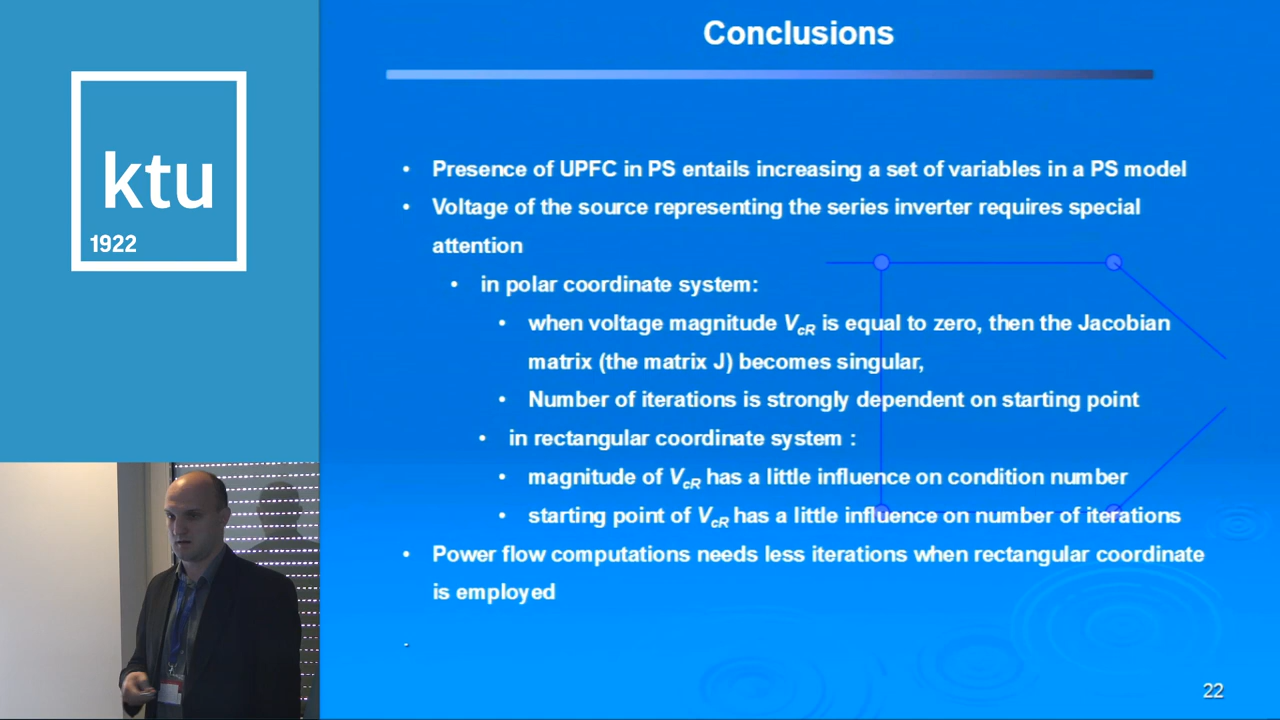 ktu
1922
Conclusions
• Presence of UPFC in PS entails increasing a set of variables in a PS model
• Voltage of the source representing the series inverter requires special
attention
• in polar coordinate system:
• when voltage magnitude VcR is equal to zero, then the Jacobian
matrix (the matrix J) becomes singular,
• Number of iterations is strongly dependent on starting point
• in rectangular coordinate system :
• magnitude of VcR has a little influence on condition number
• starting point of VcR has a little influence on number of iterations
• Power flow computations needs less iterations when rectangular coordinate
is employed
.
22